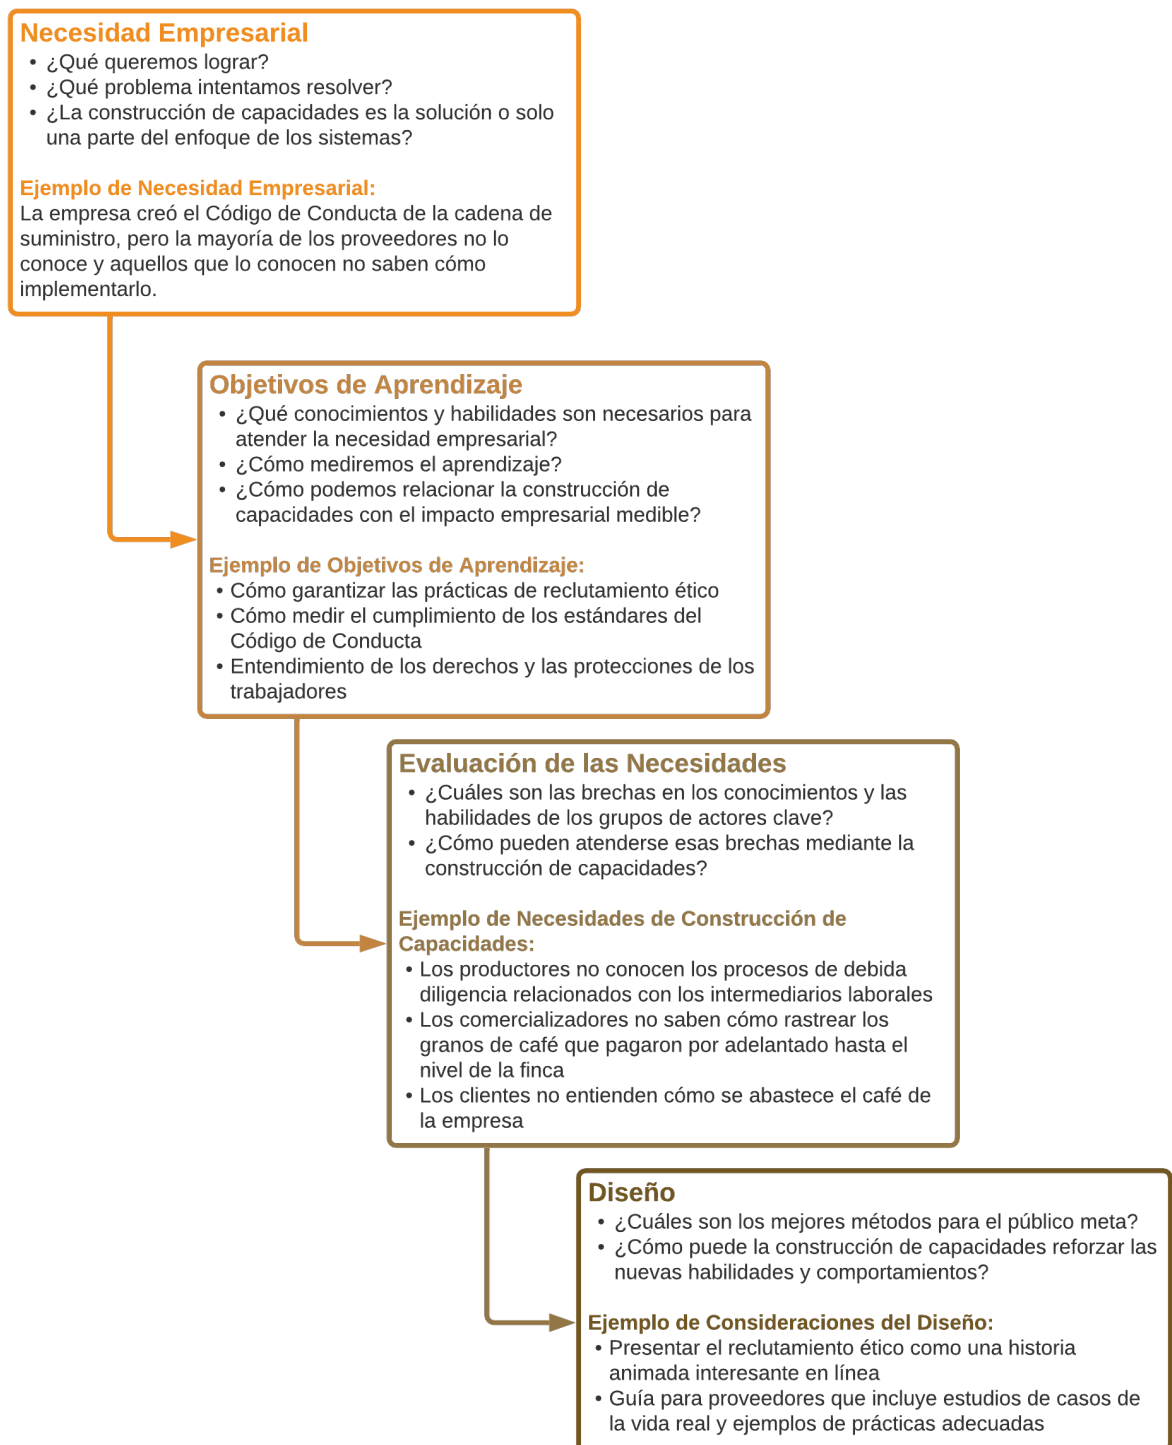 Necesidad Empresarial
• ¿Qué queremos lograr?
• ¿Qué problema intentamos resolver?
• ¿La construcción de capacidades es la solución o solo
una parte del enfoque de los sistemas?
Ejemplo de Necesidad Empresarial:
La empresa creó el Código de Conducta de la cadena de
suministro, pero la mayoría de los proveedores no lo
conoce y aquellos que lo conocen no saben cómo
implementarlo.
Objetivos de Aprendizaje
• ¿Qué conocimientos y habilidades son necesarios para
atender la necesidad empresarial?
• ¿Cómo mediremos el aprendizaje?
• ¿Cómo podemos relacionar la construcción de
capacidades con el impacto empresarial medible?
Ejemplo de Objetivos de Aprendizaje:
• Cómo garantizar las prácticas de reclutamiento ético
• Cómo medir el cumplimiento de los estándares del
Código de Conducta
• Entendimiento de los derechos y las protecciones de los
trabajadores
Evaluación de las Necesidades
• ¿Cuáles son las brechas en los conocimientos y las
habilidades de los grupos de actores clave?
• ¿Cómo pueden atenderse esas brechas mediante la
construcción de capacidades?
Ejemplo de Necesidades de Construcción de
Capacidades:
• Los productores no conocen los procesos de debida
diligencia relacionados con los intermediarios laborales
• Los comercializadores no saben cómo rastrear los
granos de café que pagaron por adelantado hasta el
nivel de la finca
• Los clientes no entienden cómo se abastece el café de
la empresa
Diseño
• ¿Cuáles son los mejores métodos para el público meta?
• ¿Cómo puede la construcción de capacidades reforzar las
nuevas habilidades y comportamientos?
Ejemplo de Consideraciones del Diseño:
• Presentar el reclutamiento ético como una historia
animada interesante en línea
• Guía para proveedores que incluye estudios de casos de
la vida real y ejemplos de prácticas adecuadas